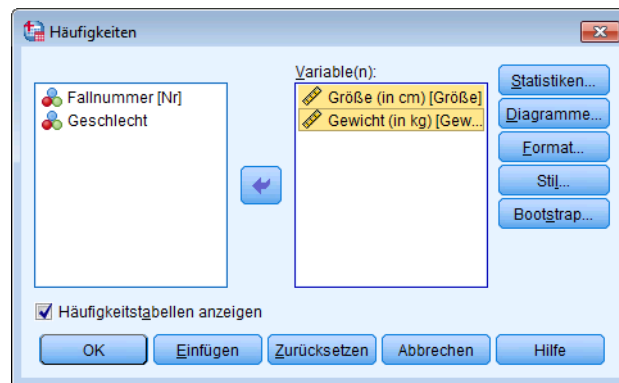 Häufigkeiten
Variable(n):
Fallnummer [Nr]
Geschlecht
Größe (in cm) [Größe]
Gewicht (in kg) [Gew...
Statistiken...
Diagramme...
Format...
Stil...
Bootstrap...
Häufigkeitstabellen anzeigen
OK
Einfügen
Zurücksetzen
Abbrechen
Hilfe